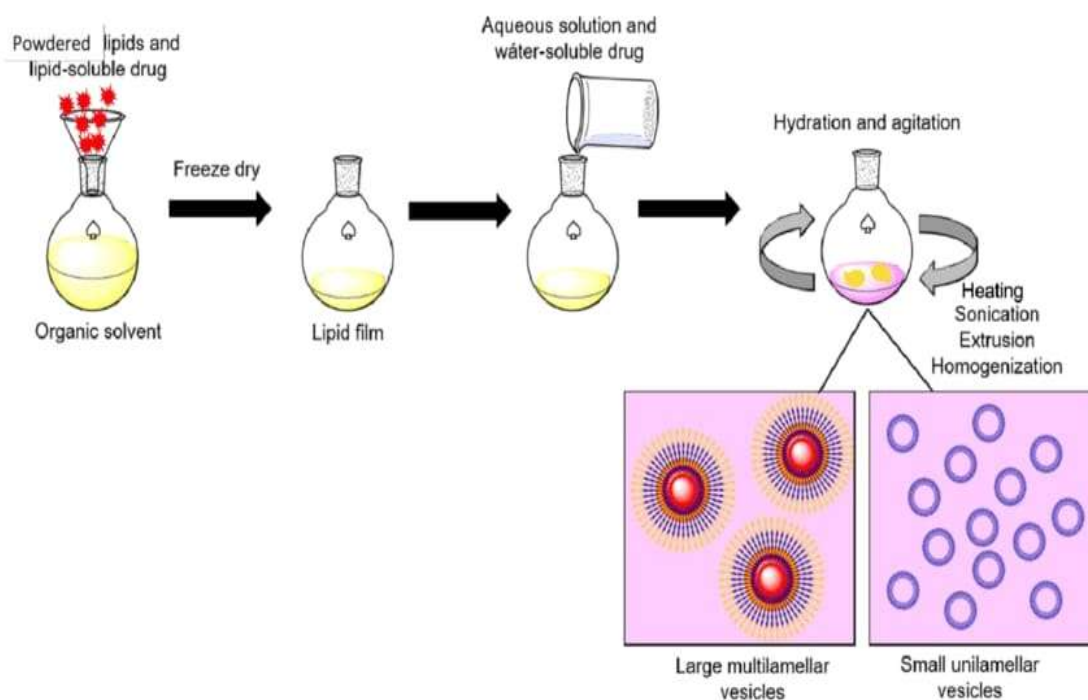 Powdered lipids and
lipid-soluble drug
Freeze dry
Aqueous solution and
wáter-soluble drug
Hydration and agitation
Organic solvent
Lipid film
Heating
Sonication
Extrusion
Homogenization
Large multilamellar
vesicles
Small unilamellar
vesicles